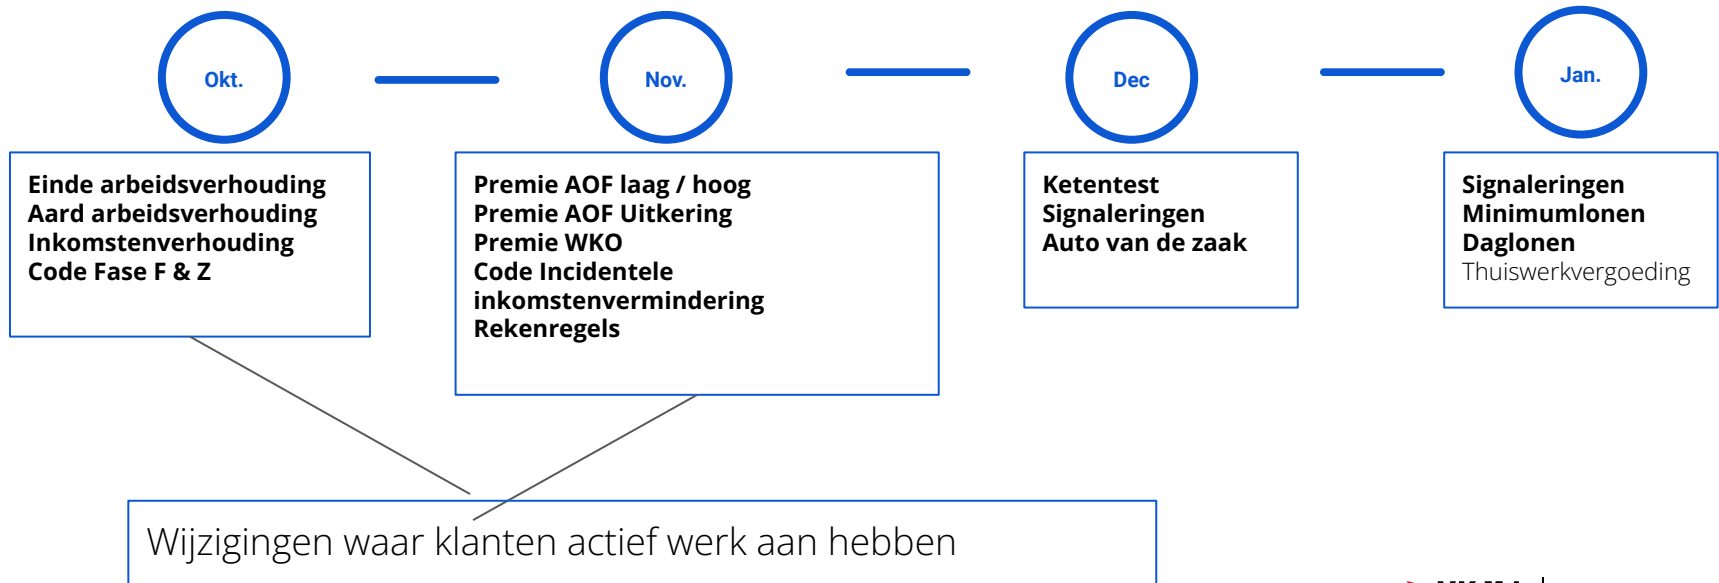 Okt.
Nov.
Dec
Jan.
Einde arbeidsverhouding
Aard arbeidsverhouding
Inkomstenverhouding
Code Fase F & Z
Premie AOF laag / hoog
Premie AOF Uitkering
Premie WKO
Code Incidentele
inkomstenvermindering
Rekenregels
Ketentest
Signaleringen
Auto van de zaak
Signaleringen
Minimumlonen
Daglonen
Thuiswerkvergoeding
Wijzigingen waar klanten actief werk aan hebben